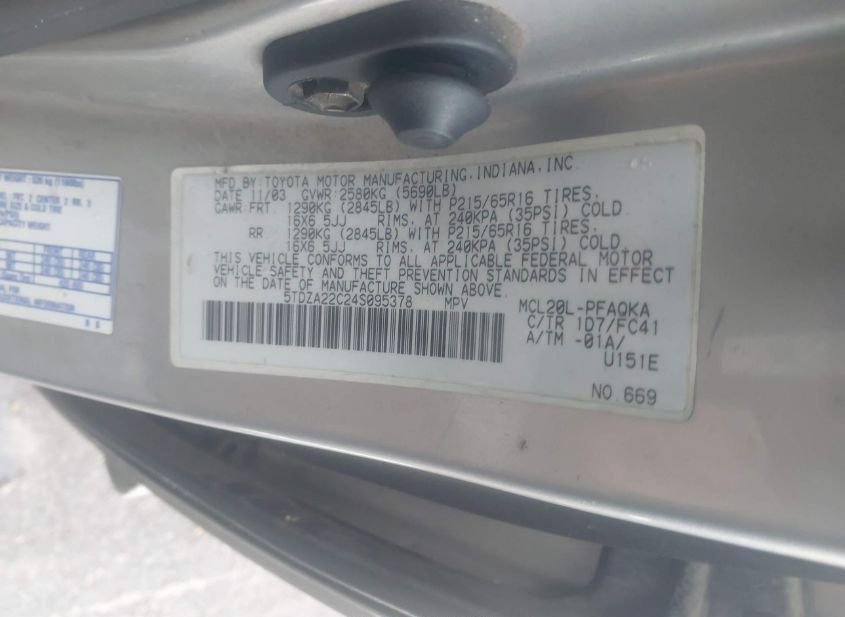 MFD.BY:TOYOTA MOTOR MANUFACTURING,INDIANA,INC.
DATE 11/03 GVWR:2580KG (5690LB)
GAWR:FRT 1290KG (2845LB) WITH P215/65R16 TIRES,
16X6.5JJ RIMS, AT 240KPA (35PSI) COLD
RR 1290KG (2845LB) WITH P215/65R16 TIRES,
16X6.5JJ RIMS, AT 240KPA (35PSI) COLD.
THIS VEHICLE CONFORMS TO ALL APPLICABLE FEDERAL MOTOR
VEHICLE SAFETY AND THEFT PREVENTION STANDARDS IN EFFECT
ON THE DATE OF MANUFACTURE SHOWN ABOVE.
5TDZA22C24S095378 MPV MCL20L-PFAQKA
C/TR 1D7/FC41
A/TM -01A/
U151E
NO.669